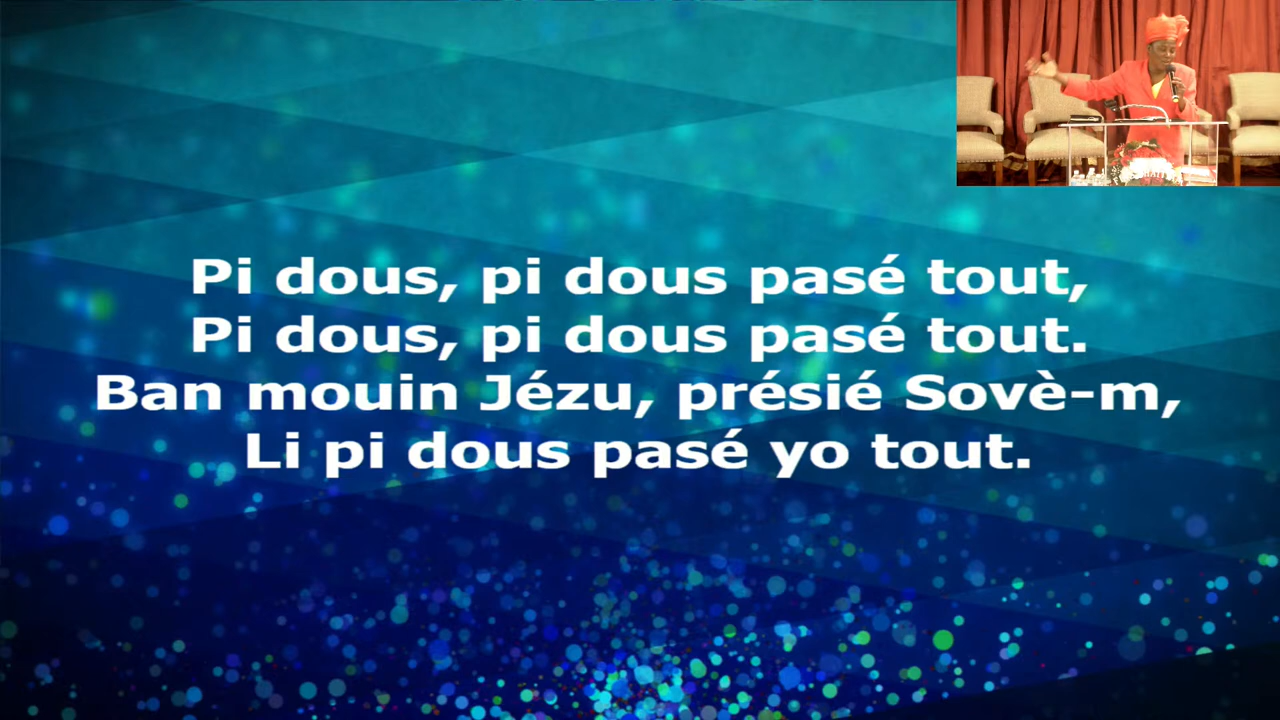 Pi dous, pi dous pasé tout,
Pi dous, pi dous pasé tout.
Ban mouin Jézu, présié Sovè-m,
Li pi dous pasé yo tout.